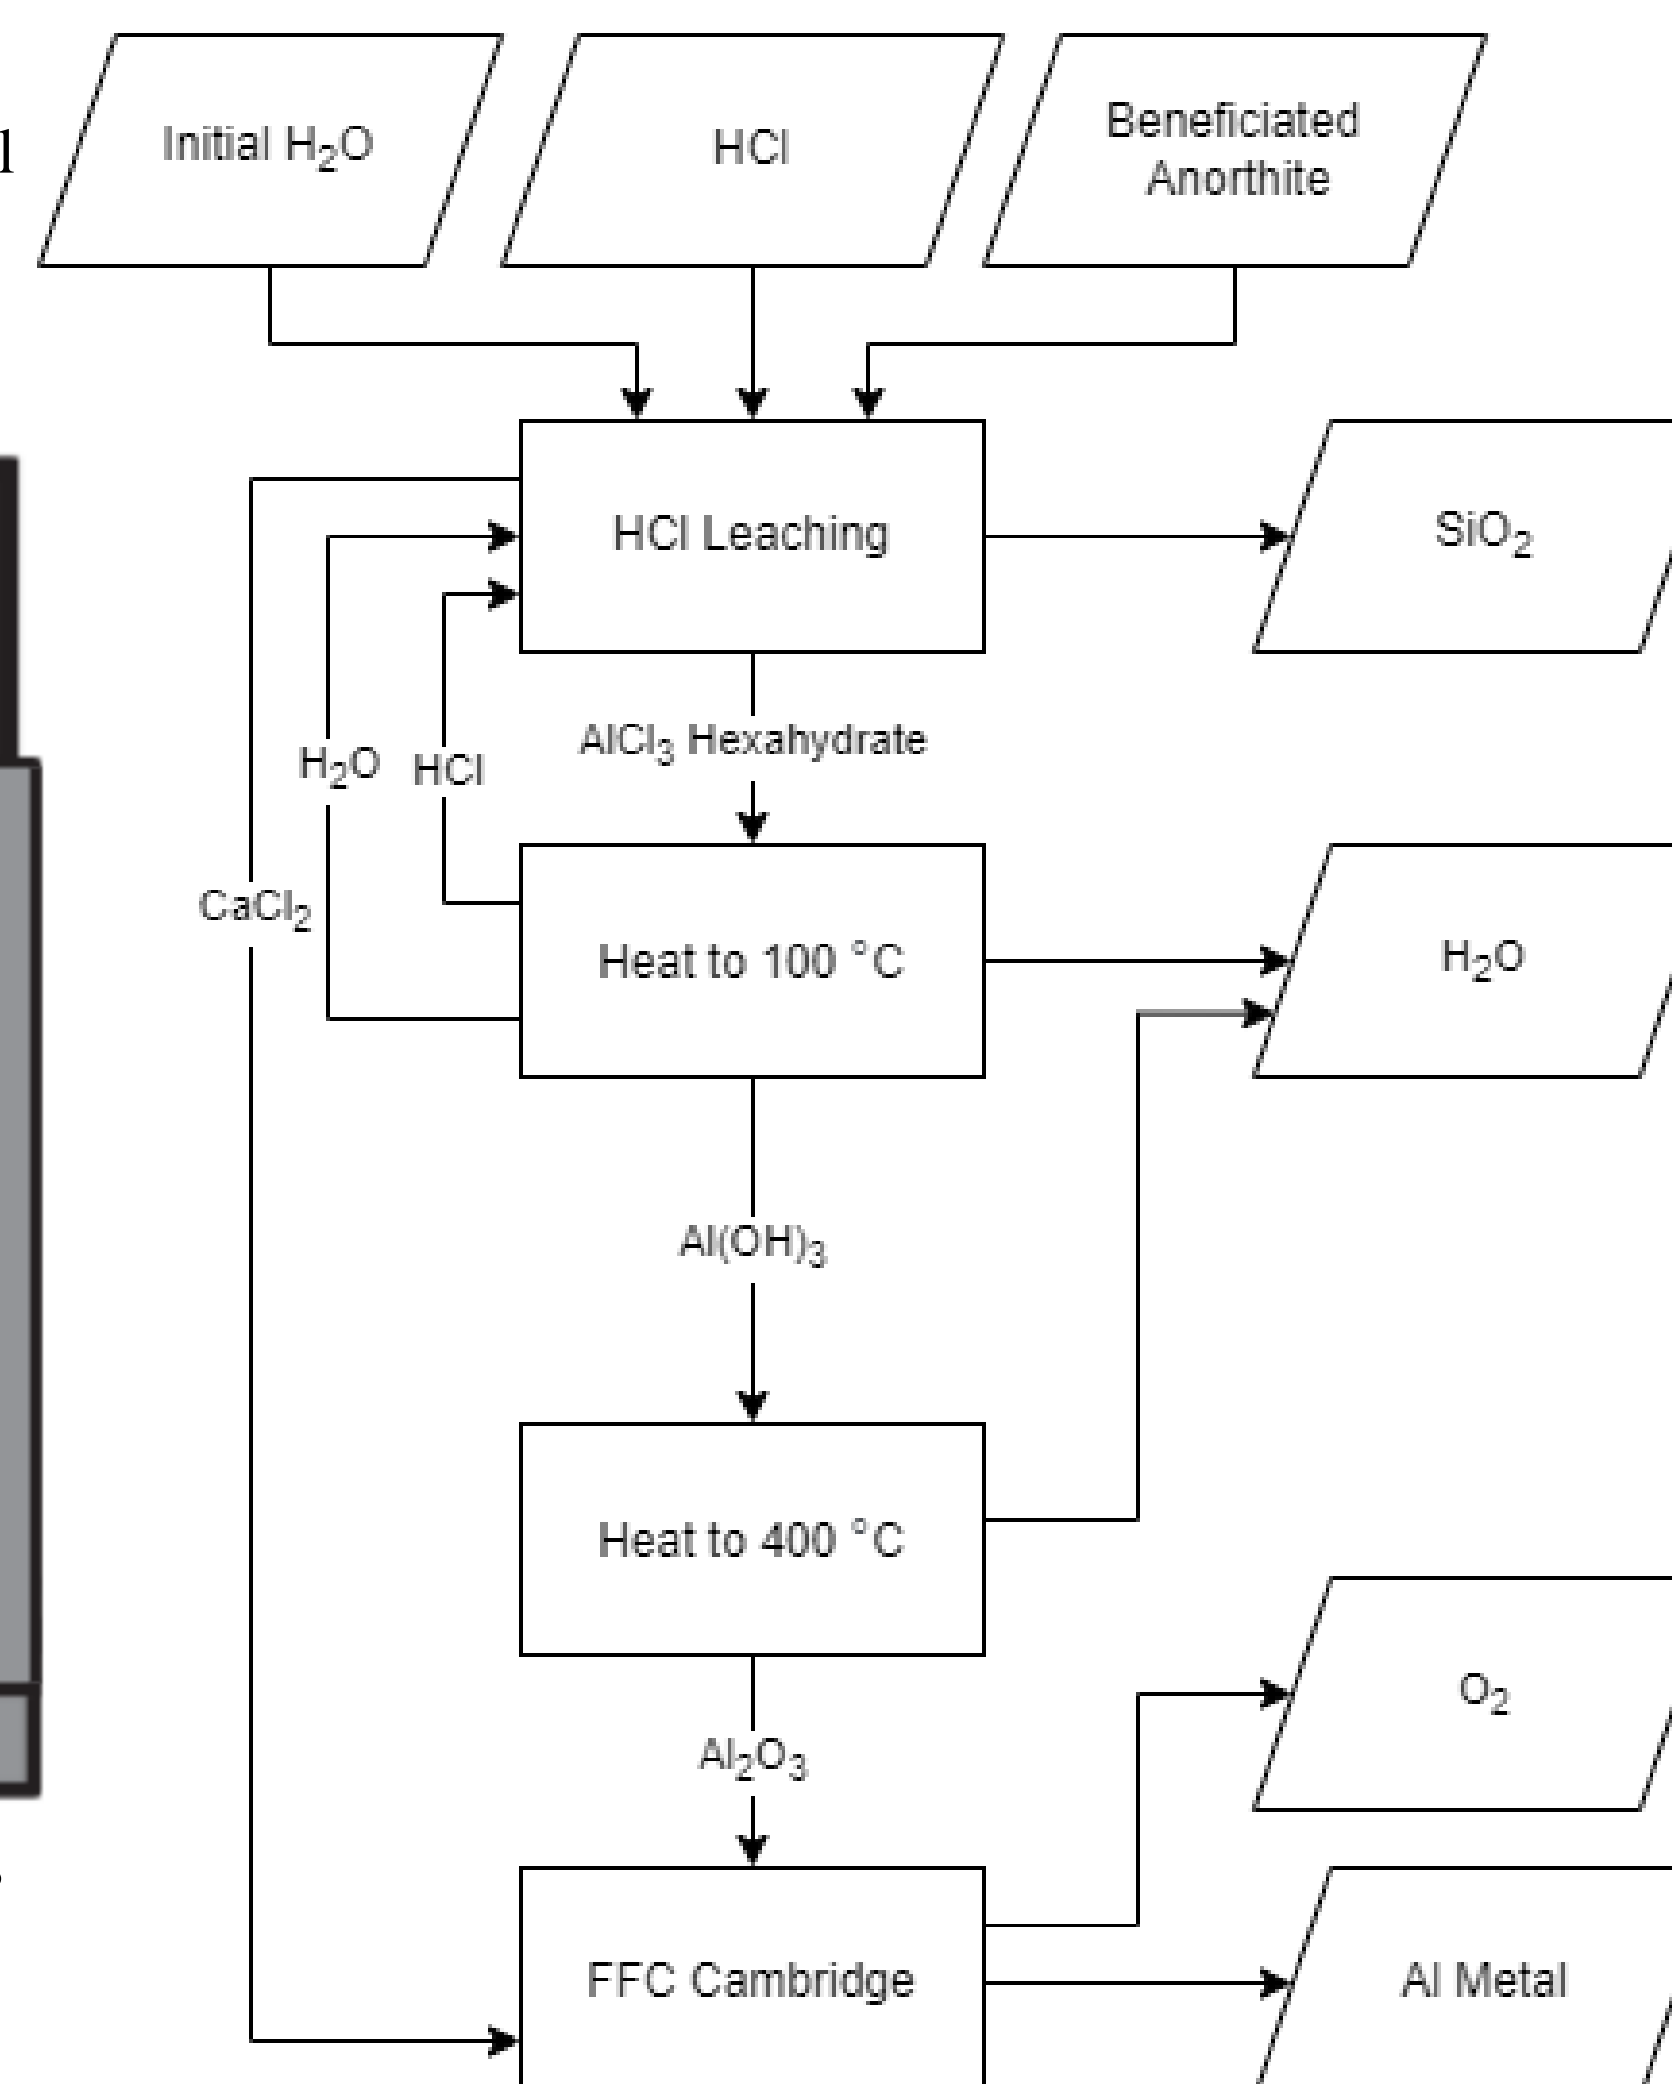 l
Initial H₂O
HCl
Beneficiated
Anorthite
HCl Leaching
SiO₂
AlCl₃ Hexahydrate
H₂O
HCl
CaCl₂
Heat to 100 °C
H₂O
Al(OH)₃
Heat to 400 °C
O₂
Al₂O₃
FFC Cambridge
Al Metal